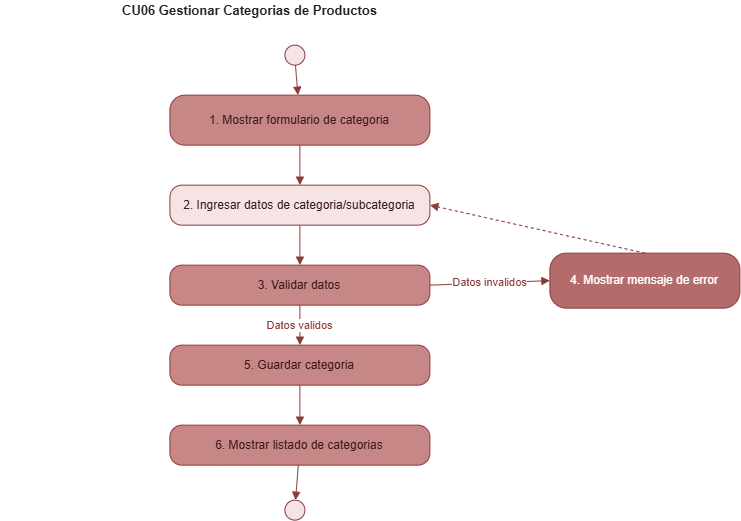 CU06 Gestionar Categorias de Productos
1. Mostrar formulario de categoria
2. Ingresar datos de categoria/subcategoria
3. Validar datos
Datos invalidos
4. Mostrar mensaje de error
Datos validos
5. Guardar categoria
6. Mostrar listado de categorias